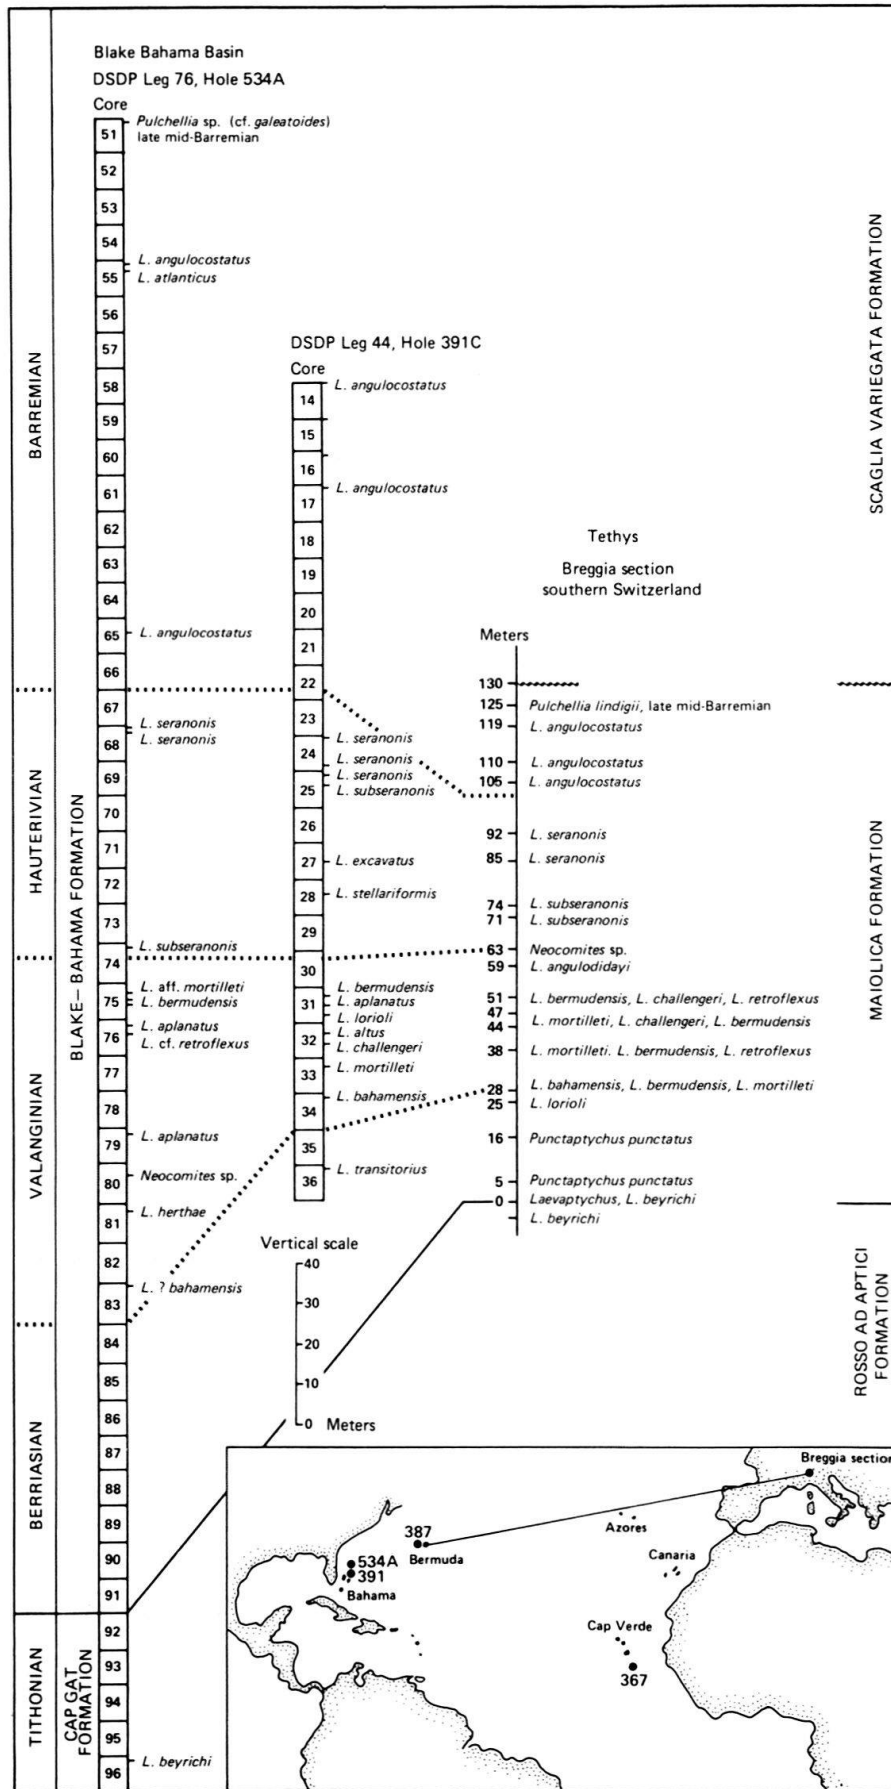 Blake Bahama Basin
DSDP Leg 76, Hole 534A
Core
51
52
53
54
55
56
57
58
59
60
61
62
63
64
65
66
67
68
69
70
71
72
73
74
75
76
77
78
79
80
81
82
83
84
85
86
87
88
89
90
91
92
93
94
95
96
Pulchellia sp. (cf. galeatoides)
late mid-Barremian
L. angulocostatus
L. atlanticus
L. angulocostatus
L. seranonis
L. seranonis
L. subseranonis
L. aff. mortilleti
L. bermudensis
L. aplanatus
L. cf. retroflexus
L. aplanatus
Neocomites sp.
L. herthae
L. ? bahamensis
L. beyrichi
BARREMIAN
HAUTERIVIAN
VALANGINIAN
BERRIASIAN
TITHONIAN
BLAKE–BAHAMA FORMATION
CAP GAT
FORMATION
DSDP Leg 44, Hole 391C
Core
14
15
16
17
18
19
20
21
22
23
24
25
26
27
28
29
30
31
32
33
34
35
36
L. angulocostatus
L. angulocostatus
L. seranonis
L. seranonis
L. seranonis
L. subseranonis
L. excavatus
L. stellariformis
L. bermudensis
L. aplanatus
L. lorioli
L. altus
L. challengeri
L. mortilleti
L. bahamensis
L. transitorius
Vertical scale
40
30
20
10
0 Meters
Tethys
Breggia section
southern Switzerland
Meters
130
125 Pulchellia lindigii, late mid-Barremian
119 L. angulocostatus
110 L. angulocostatus
105 L. angulocostatus
92 L. seranonis
85 L. seranonis
74 L. subseranonis
71 L. subseranonis
63 Neocomites sp.
59 L. angulodidayi
51 L. bermudensis, L. challengeri, L. retroflexus
47
44 L. mortilleti, L. challengeri, L. bermudensis
38 L. mortilleti. L. bermudensis, L. retroflexus
28 L. bahamensis, L. bermudensis, L. mortilleti
25 L. lorioli
16 Punctaptychus punctatus
5 Punctaptychus punctatus
0 Laevaptychus, L. beyrichi
L. beyrichi
SCAGLIA VARIEGATA FORMATION
MAIOLICA FORMATION
ROSSO AD APTICI
FORMATION
Breggia section
387
Bermuda
Azores
534A
391
Bahama
Canaria
Cap Verde
367